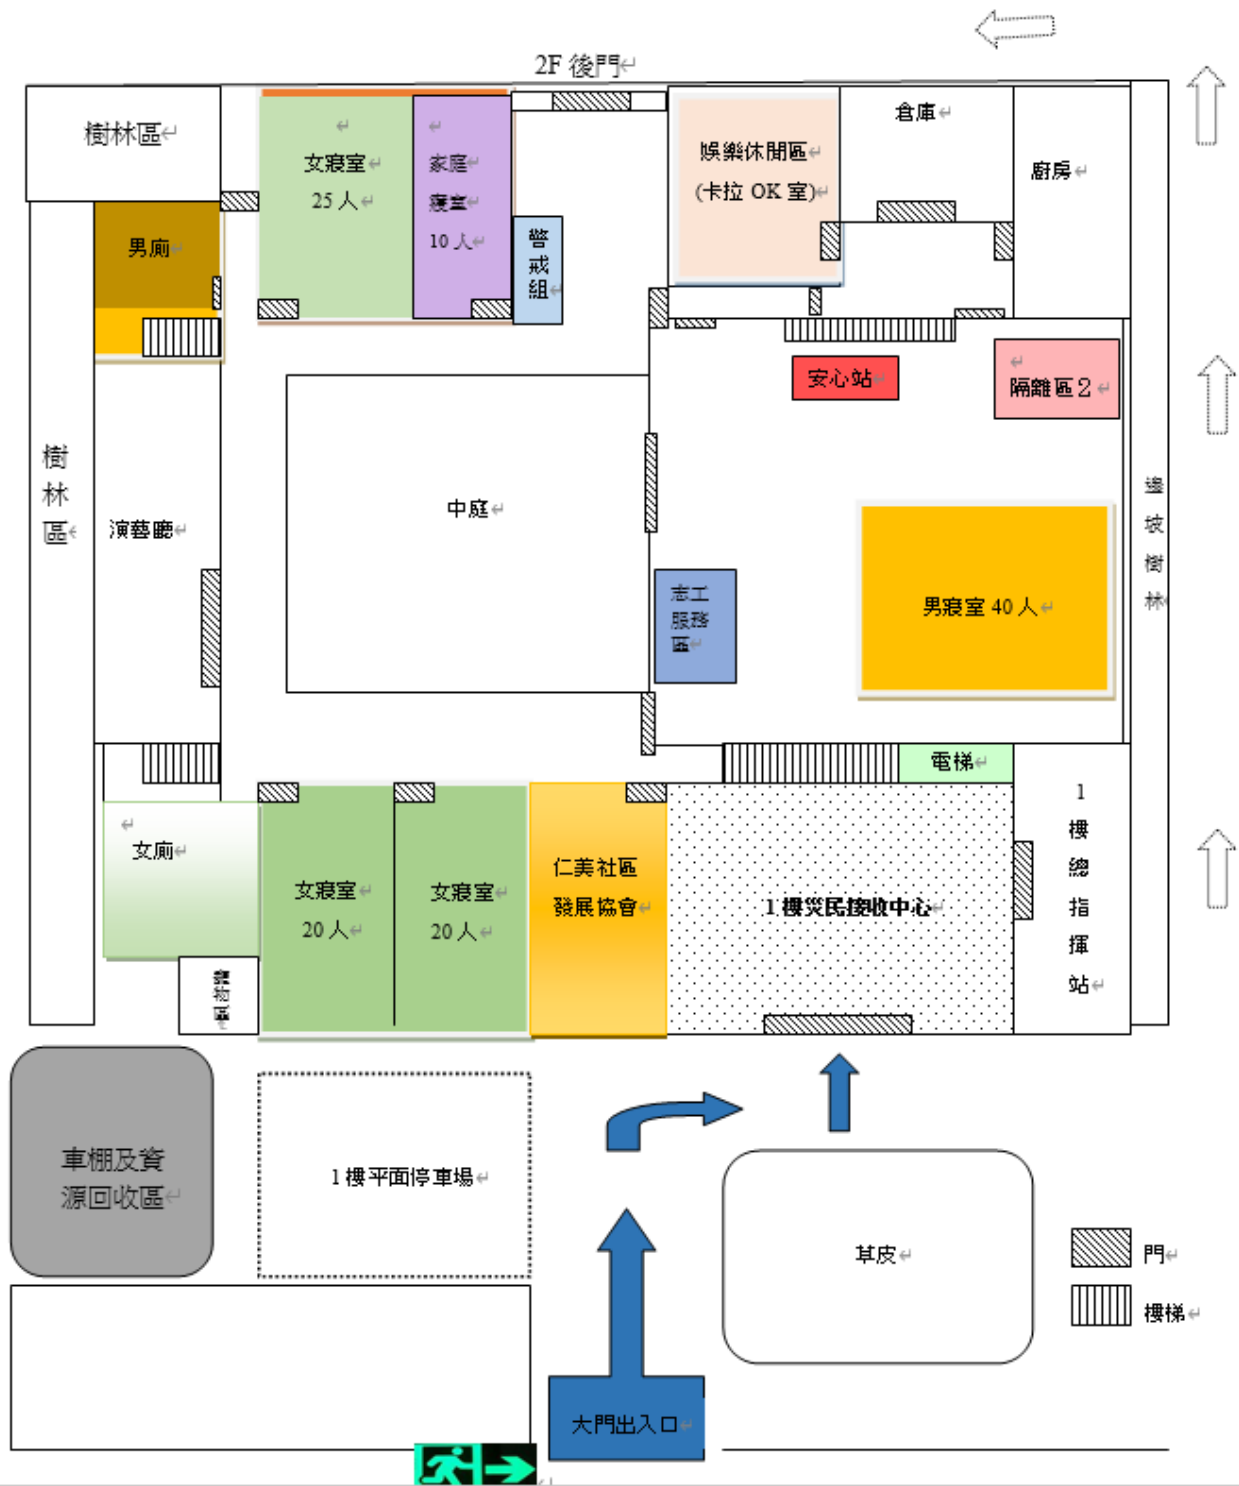 2F 後門
樹林區
女寢室
25 人
家庭
寢室
10 人
娛樂休閒區
(卡拉 OK 室)
倉庫
廚房
男廁
警
戒
組
安心站
隔離區 2
樹
林
區
演藝廳
中庭
志工
服務
區
男寢室 40 人
邊
坡
樹
林
電梯
1
樓
總
指
揮
站
女廁
女寢室
20 人
女寢室
20 人
仁美社區
發展協會
1 樓災民接收中心
寵物區
車棚及資
源回收區
1 樓平面停車場
草皮
門
樓梯
大門出入口